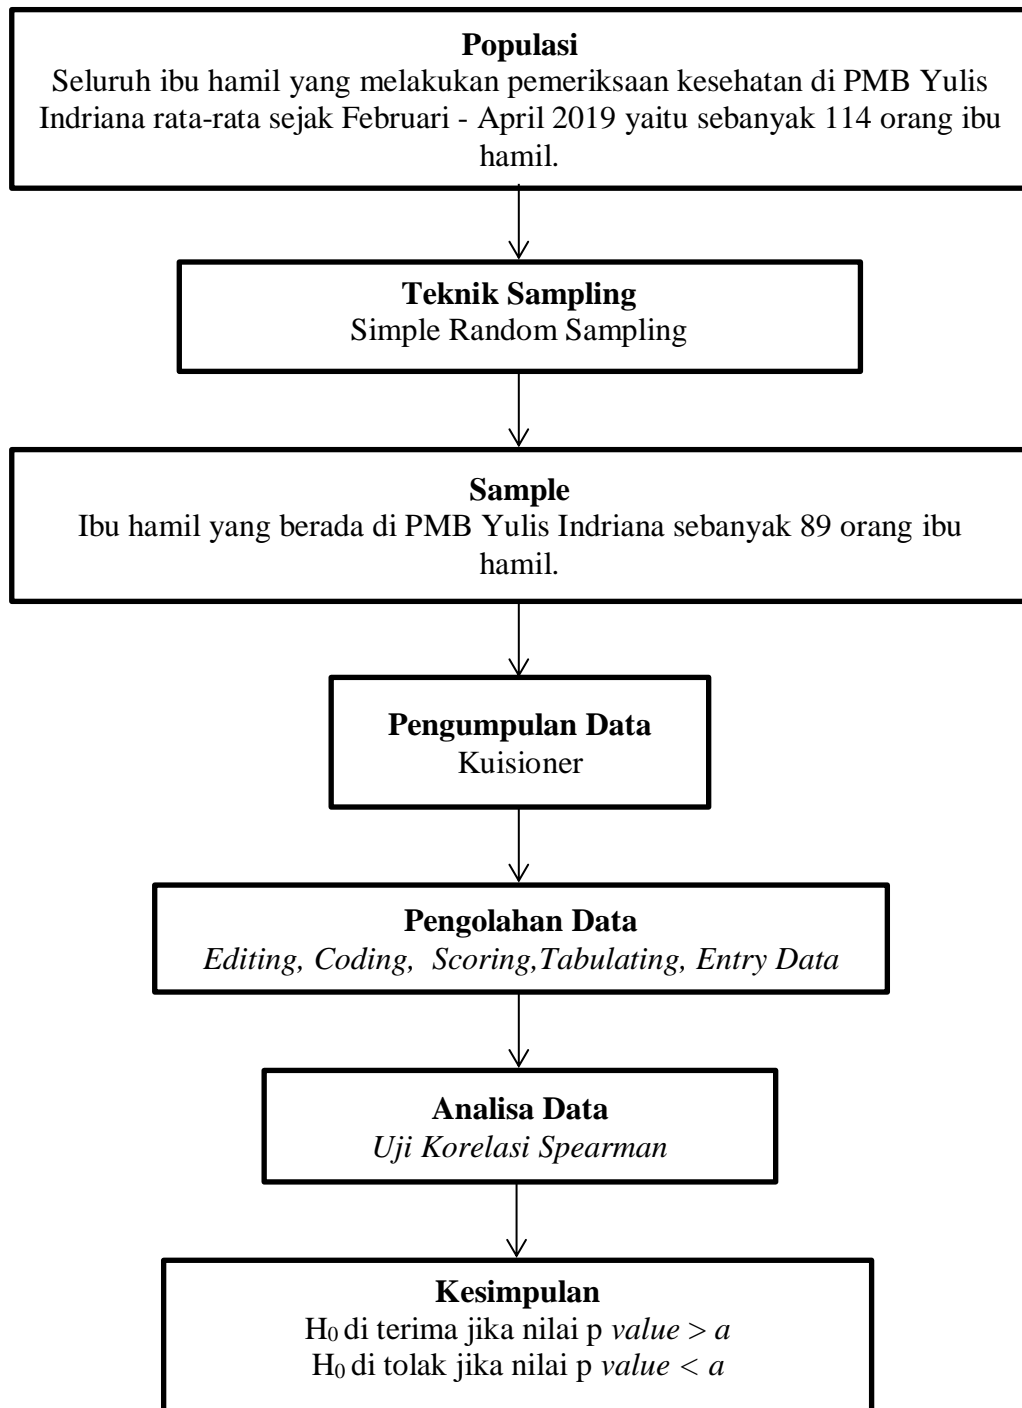 Populasi
Seluruh ibu hamil yang melakukan pemeriksaan kesehatan di PMB Yulis
Indriana rata-rata sejak Februari - April 2019 yaitu sebanyak 114 orang ibu
hamil.
Teknik Sampling
Simple Random Sampling
Sample
Ibu hamil yang berada di PMB Yulis Indriana sebanyak 89 orang ibu
hamil.
Pengumpulan Data
Kuisioner
Pengolahan Data
Editing, Coding,  Scoring,Tabulating, Entry Data
Analisa Data
Uji Korelasi Spearman
Kesimpulan
H₀ di terima jika nilai p value > a
H₀ di tolak jika nilai p value < a